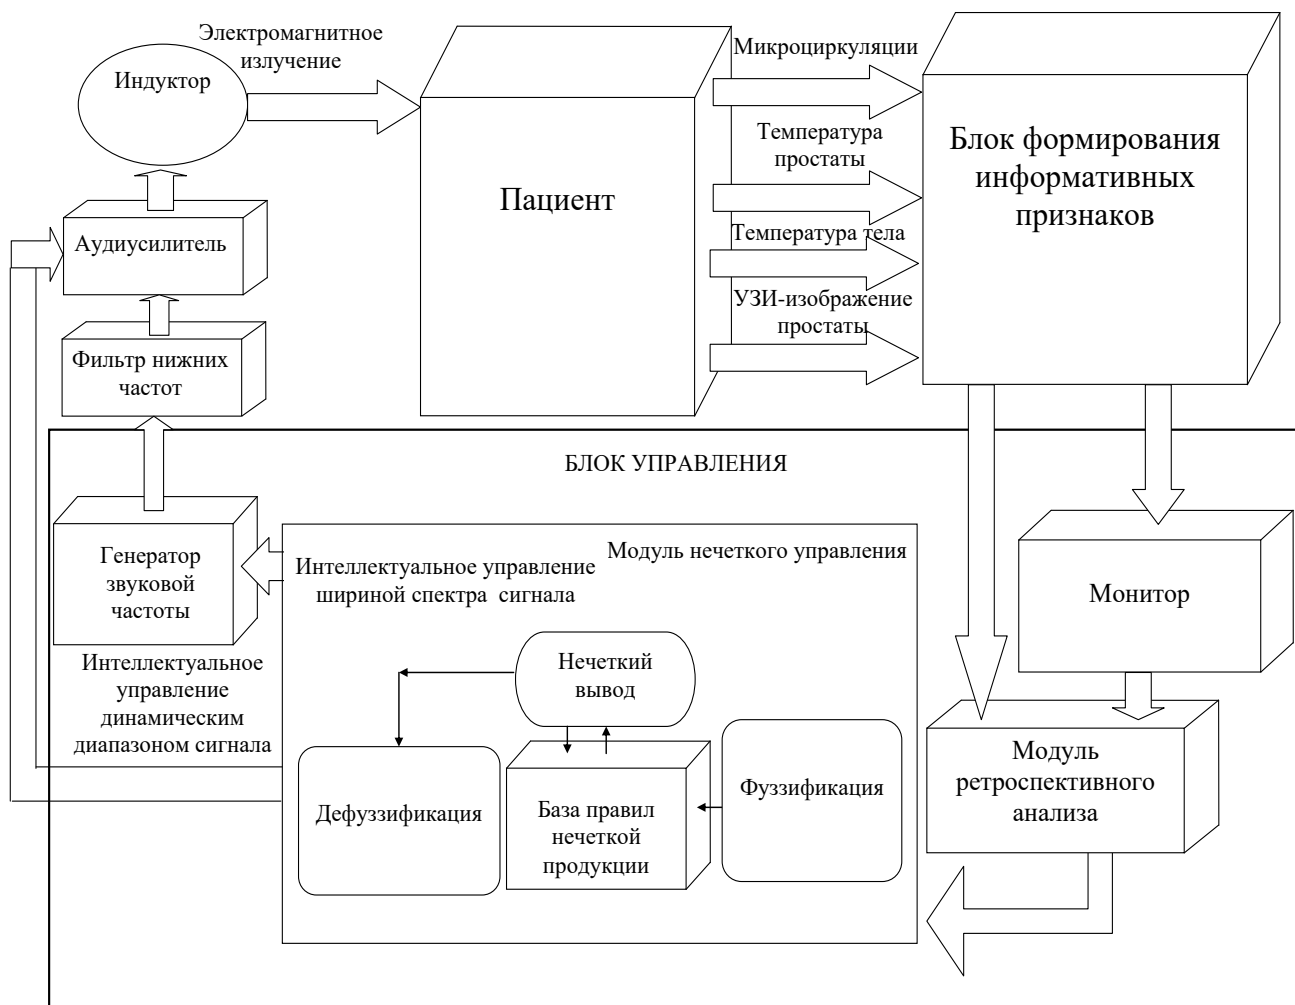 Электромагнитное
излучение
Индуктор
Микроциркуляции
Температура
простаты
Температура тела
УЗИ-изображение
простаты
Пациент
Блок формирования
информативных
признаков
Аудиусилитель
Фильтр нижних
частот
БЛОК УПРАВЛЕНИЯ
Генератор
звуковой
частоты
Модуль нечеткого управления
Интеллектуальное управление
шириной спектра сигнала
Монитор
Интеллектуальное
управление
динамическим
диапазоном сигнала
Нечеткий
вывод
Дефуззификация
База правил
нечеткой
продукции
Фуззификация
Модуль
ретроспективного
анализа